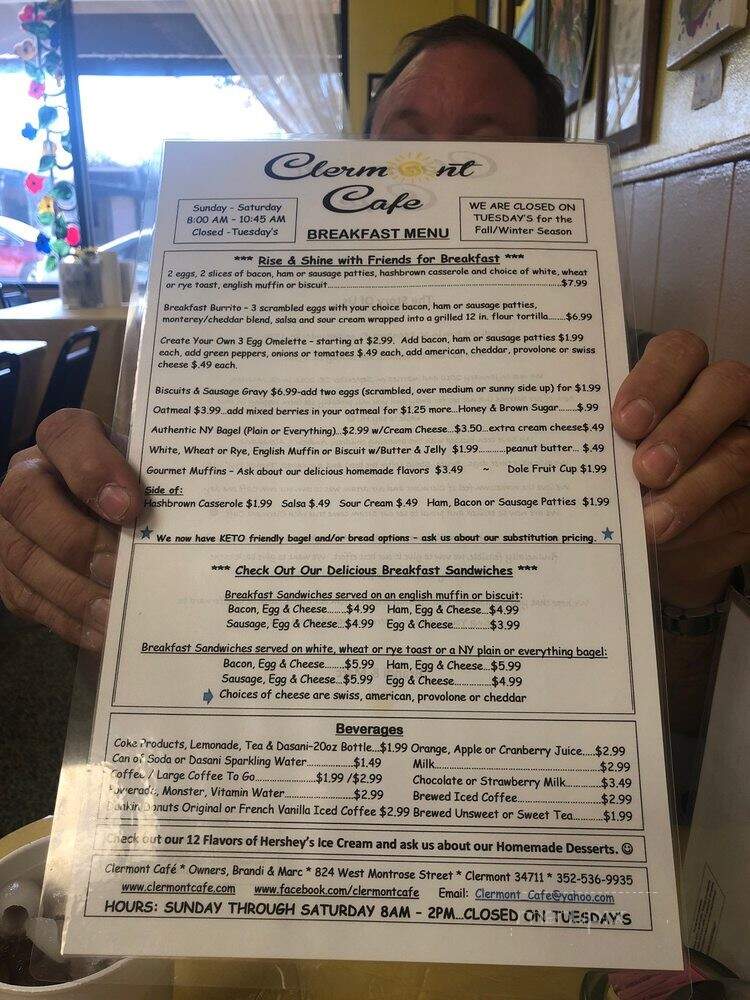 Clermont
Cafe
Sunday - Saturday
8:00 AM - 10:45 AM
Closed -Tuesday's
BREAKFAST MENU
WE ARE CLOSED ON
TUESDAY'S for the
Fall/Winter Season
*** Rise & Shine with Friends for Breakfast ***
2 eggs, 2 slices of bacon, ham or sausage patties, hashbrown casserole and choice of white, wheat
or rye toast, english muffin or biscuit...$7.99
Breakfast Burrito - 3 scrambled eggs with your choice bacon, ham or sausage patties,
monterey/cheddar blend, salsa and sour cream wrapped into a grilled 12 in. flour tortilla.....$6.99
Create Your Own 3 Egg Omelette - starting at $2.99. Add bacon, ham or sausage patties $1.99
each, add green peppers, onions or tomatoes $.49 each, add american, cheddar, provolone or swiss
cheese $.49 each.
Biscuits & Sausage Gravy $6.99-add two eggs (scrambled, over medium or sunny side up) for $1.99
Oatmeal $3.99...add mixed berries in your oatmeal for $1.25 more...Honey & Brown Sugar........$.99
Authentic NY Bagel (Plain or Everything)...$2.99 w/Cream Cheese...$3.50...extra cream cheese$.49
White, Wheat or Rye, English Muffin or Biscuit w/Butter & Jelly $1.99...........peanut butter... $.49
Gourmet Muffins - Ask about our delicious homemade flavors $3.49 ~ Dole Fruit Cup $1.99
Side of:
Hashbrown Casserole $1.99 Salsa $.49 Sour Cream $.49 Ham, Bacon or Sausage Patties $1.99
We now have KETO friendly bagel and/or bread options - ask us about our substitution pricing.
*** Check Out Our Delicious Breakfast Sandwiches ***
Breakfast Sandwiches served on an english muffin or biscuit:
Bacon, Egg & Cheese........$4.99 Ham, Egg & Cheese...$4.99
Sausage, Egg & Cheese...$4.99 Egg & Cheese...............$3.99
Breakfast Sandwiches served on white, wheat or rye toast or a NY plain or everything bagel:
Bacon, Egg & Cheese........$5.99 Ham, Egg & Cheese...$5.99
Sausage, Egg & Cheese...$5.99 Egg & Cheese...............$4.99
Choices of cheese are swiss, american, provolone or cheddar
Beverages
Coke Products, Lemonade, Tea & Dasani-20oz Bottle...$1.99 Orange, Apple or Cranberry Juice.....$2.99
Can of Soda or Dasani Sparkling Water...................$1.49 Milk...$2.99
Coffee / Large Coffee To Go...............$1.99 /$2.99 Chocolate or Strawberry Milk............$3.49
Powerade, Monster, Vitamin Water...................$2.99 Brewed Iced Coffee...........................$2.99
Dunkin Donuts Original or French Vanilla Iced Coffee $2.99 Brewed Unsweet or Sweet Tea..........$1.99
Check out our 12 Flavors of Hershey's Ice Cream and ask us about our Homemade Desserts. ☺
Clermont Café * Owners, Brandi & Marc * 824 West Montrose Street * Clermont 34711 * 352-536-9935
www.clermontcafe.com www.facebook.com/clermontcafe Email: Clermont_Cafe@yahoo.com
HOURS: SUNDAY THROUGH SATURDAY 8AM - 2PM...CLOSED ON TUESDAY'S